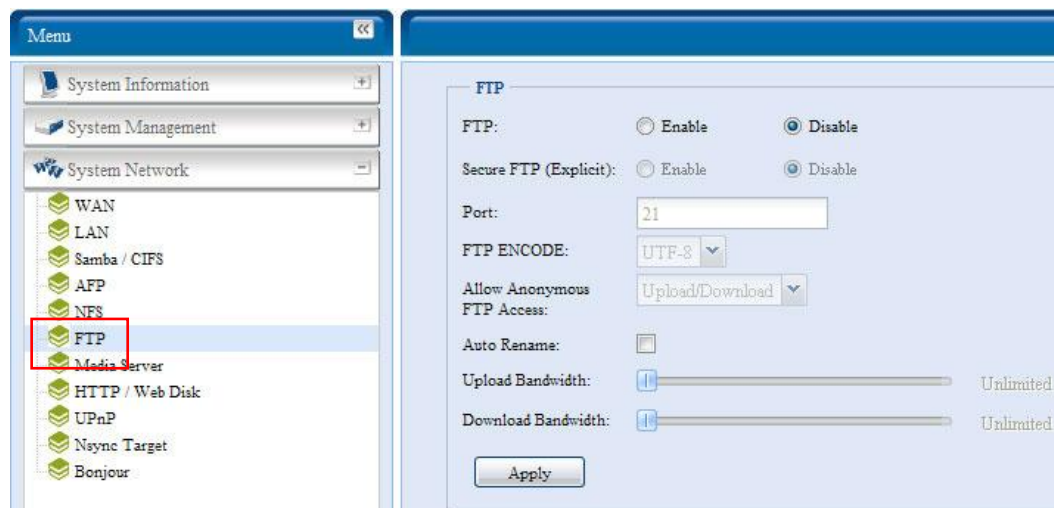 Menu
System Information
System Management
System Network
WAN
LAN
Samba / CIFS
AFP
NFS
FTP
Media Server
HTTP / Web Disk
UPnP
Nsync Target
Bonjour
FTP
FTP: Enable Disable
Secure FTP (Explicit): Enable Disable
Port: 21
FTP ENCODE: UTF-8
Allow Anonymous FTP Access: Upload/Download
Auto Rename:
Upload Bandwidth: Unlimited
Download Bandwidth: Unlimited
Apply